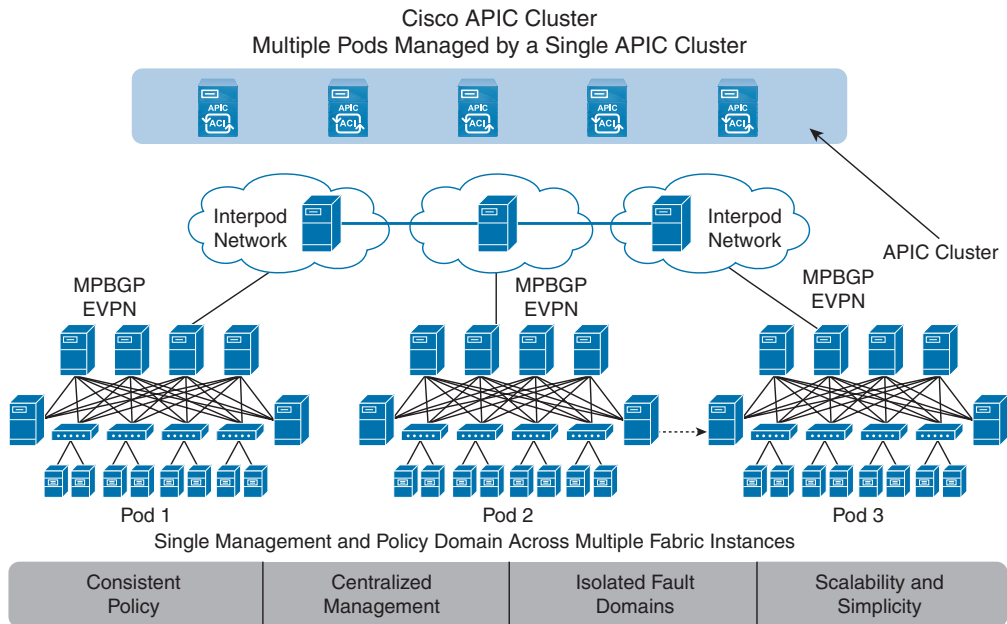 Cisco APIC Cluster
Multiple Pods Managed by a Single APIC Cluster
APIC
ACI
APIC
ACI
APIC
ACI
APIC
ACI
APIC
ACI
Interpod
Network
Interpod
Network
APIC Cluster
MPBGP
EVPN
MPBGP
EVPN
MPBGP
EVPN
Pod 1
Pod 2
Pod 3
Single Management and Policy Domain Across Multiple Fabric Instances
Consistent
Policy
Centralized
Management
Isolated Fault
Domains
Scalability and
Simplicity